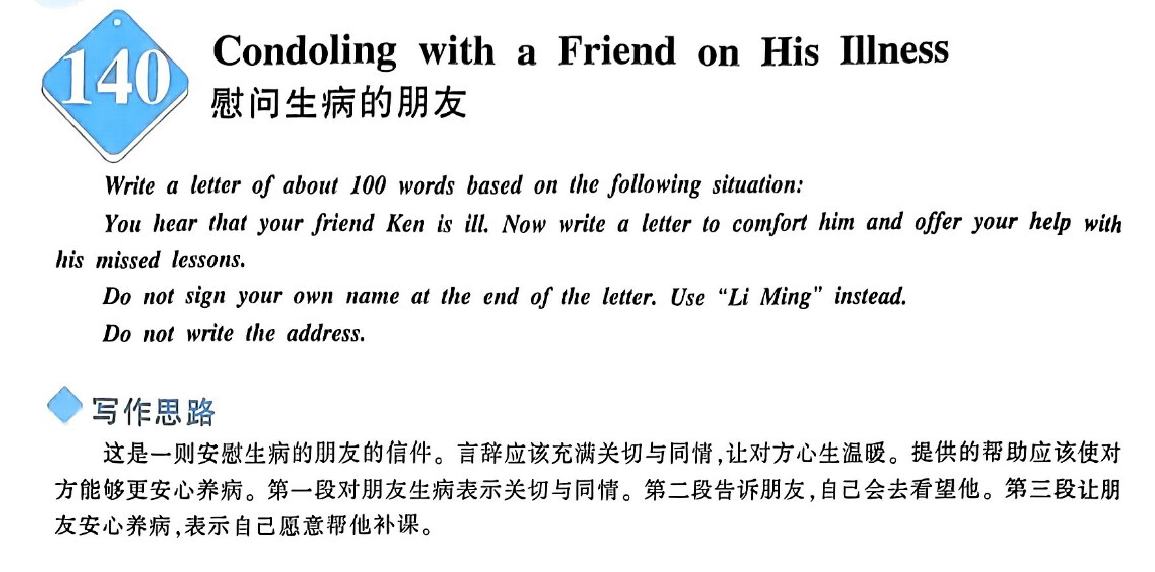 140
Condoling with a Friend on His Illness
慰问生病的朋友
Write a letter of about 100 words based on the following situation:
You hear that your friend Ken is ill. Now write a letter to comfort him and offer your help with
his missed lessons.
Do not sign your own name at the end of the letter. Use “Li Ming” instead.
Do not write the address.
写作思路
这是一则安慰生病的朋友的信件。言辞应该充满关切与同情,让对方心生温暖。提供的帮助应该使对
方能够更安心养病。第一段对朋友生病表示关切与同情。第二段告诉朋友,自己会去看望他。第三段让朋
友安心养病,表示自己愿意帮他补课。